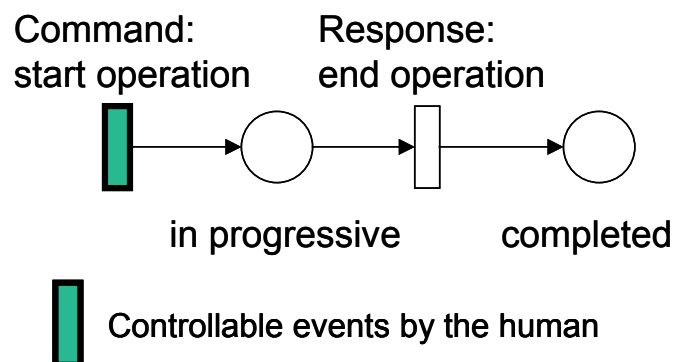 Command:
start operation
Response:
end operation
in progressive
completed
Controllable events by the human